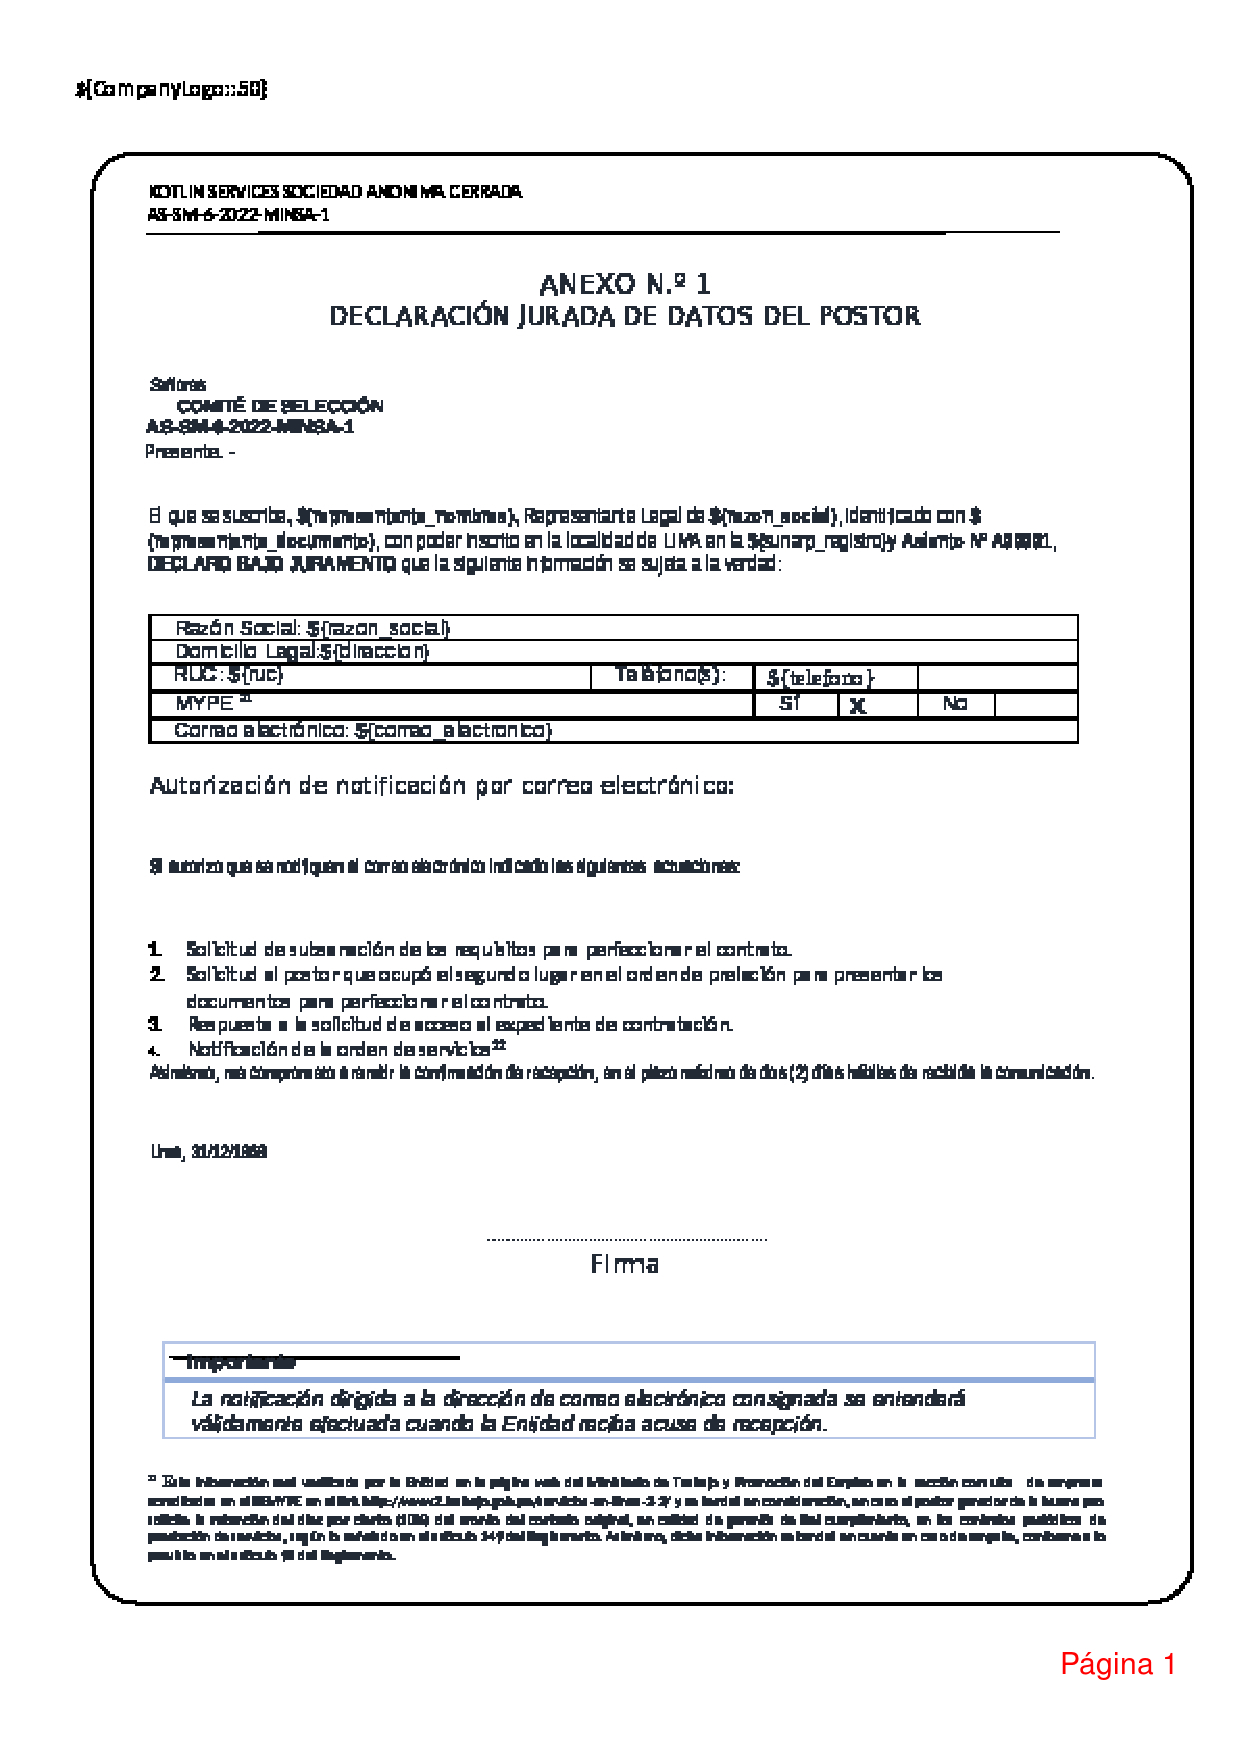 ${CompanyLogo::50}
KOTLIN SERVICES SOCIEDAD ANONIMA CERRADA
AS-SM-6-2022-MINSA-1
ANEXO N.º 1
DECLARACIÓN JURADA DE DATOS DEL POSTOR
Señores
COMITÉ DE SELECCIÓN
AS-SM-6-2022-MINSA-1
Presente. -
El que se suscribe, ${representante_nombres}, Representante Legal de ${razon_social}, identificado con $
{representante_documento}, con poder inscrito en la localidad de LIMA en la ${sunarp_registro}y Asiento Nº
DECLARO BAJO JURAMENTO que la siguiente información se sujeta a la verdad:
Razón Social: ${razon_social}
Domicilio Legal:${direccion}
RUC: ${ruc} Teléfono(s): ${telefono}
MYPE 21 Sí X No
Correo electrónico: ${correo_electronico}
Autorización de notificación por correo electrónico:
SI autorizo que se notifiquen al correo electrónico indicado las siguientes actuaciones:
1. Solicitud de subsanación de los requisitos para perfeccionar el contrato.
2. Solicitud al postor que ocupó el segundo lugar en el orden de prelación para presentar los
documentos para perfeccionar el contrato.
3. Respuesta a la solicitud de acceso al expediente de contratación.
4. Notificación de la orden de servicios22
Asimismo, me comprometo a remitir la confirmación de recepción, en el plazo máximo de dos (2) días hábiles de recibida la comunicación.
Lima, 31/12/1969
Firma
Importante
La notificación dirigida a la dirección de correo electrónico consignada se entenderá
válidamente efectuada cuando la Entidad reciba acuse de recepción.
21 Esta información será verificada por la Entidad en la página web del Ministerio de Trabajo y Promoción del Empleo en la sección consulta de empresas
acreditadas en el REMYPE en el link http://www2.trabajo.gob.pe/servicios-en-linea-2-2/ y se tendrá en consideración, en caso el postor ganador de la buena pro
solicite la retención del diez por ciento (10%) del monto del contrato original, en calidad de garantía de fiel cumplimiento, en los contratos periódicos de
prestación de servicios, según lo señalado en el artículo 149 del Reglamento. Asimismo, dicha información se tendrá en cuenta en caso de empate, conforme a lo
previsto en el artículo del Reglamento.
Página 1